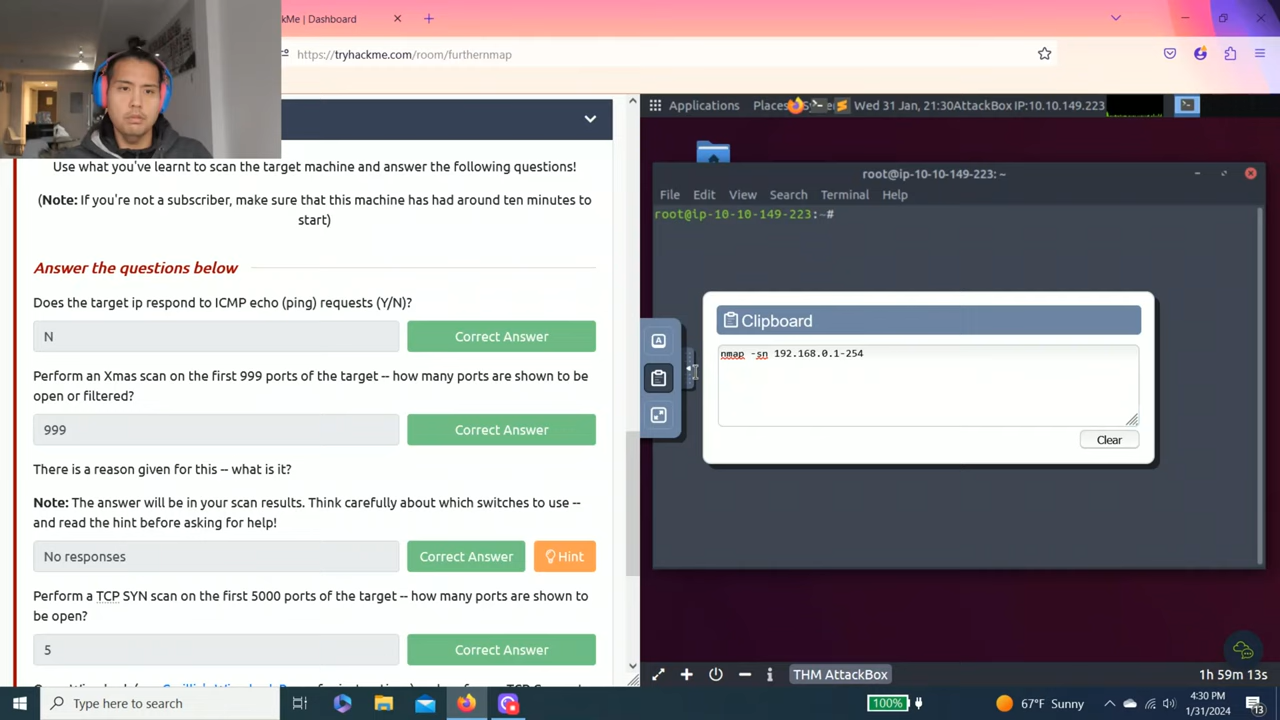 kMe | Dashboard
https://tryhackme.com/room/furthernmap
Use what you've learnt to scan the target machine and answer the following questions!
(Note: If you're not a subscriber, make sure that this machine has had around ten minutes to
start)
Answer the questions below
Does the target ip respond to ICMP echo (ping) requests (Y/N)?
N
Correct Answer
Perform an Xmas scan on the first 999 ports of the target -- how many ports are shown to be
open or filtered?
999
Correct Answer
There is a reason given for this -- what is it?
Note: The answer will be in your scan results. Think carefully about which switches to use --
and read the hint before asking for help!
No responses
Correct Answer
Hint
Perform a TCP SYN scan on the first 5000 ports of the target -- how many ports are shown to
be open?
5
Correct Answer
Applications
Places
Wed 31 Jan, 21:30
AttackBox IP:10.10.149.223
root@ip-10-10-149-223: ~
File Edit View Search Terminal Help
root@ip-10-10-149-223:~#
A
Clipboard
nmap -sn 192.168.0.1-254
Clear
THM AttackBox
1h 59m 13s
Type here to search
100%
67°F Sunny
4:30 PM
1/31/2024
13